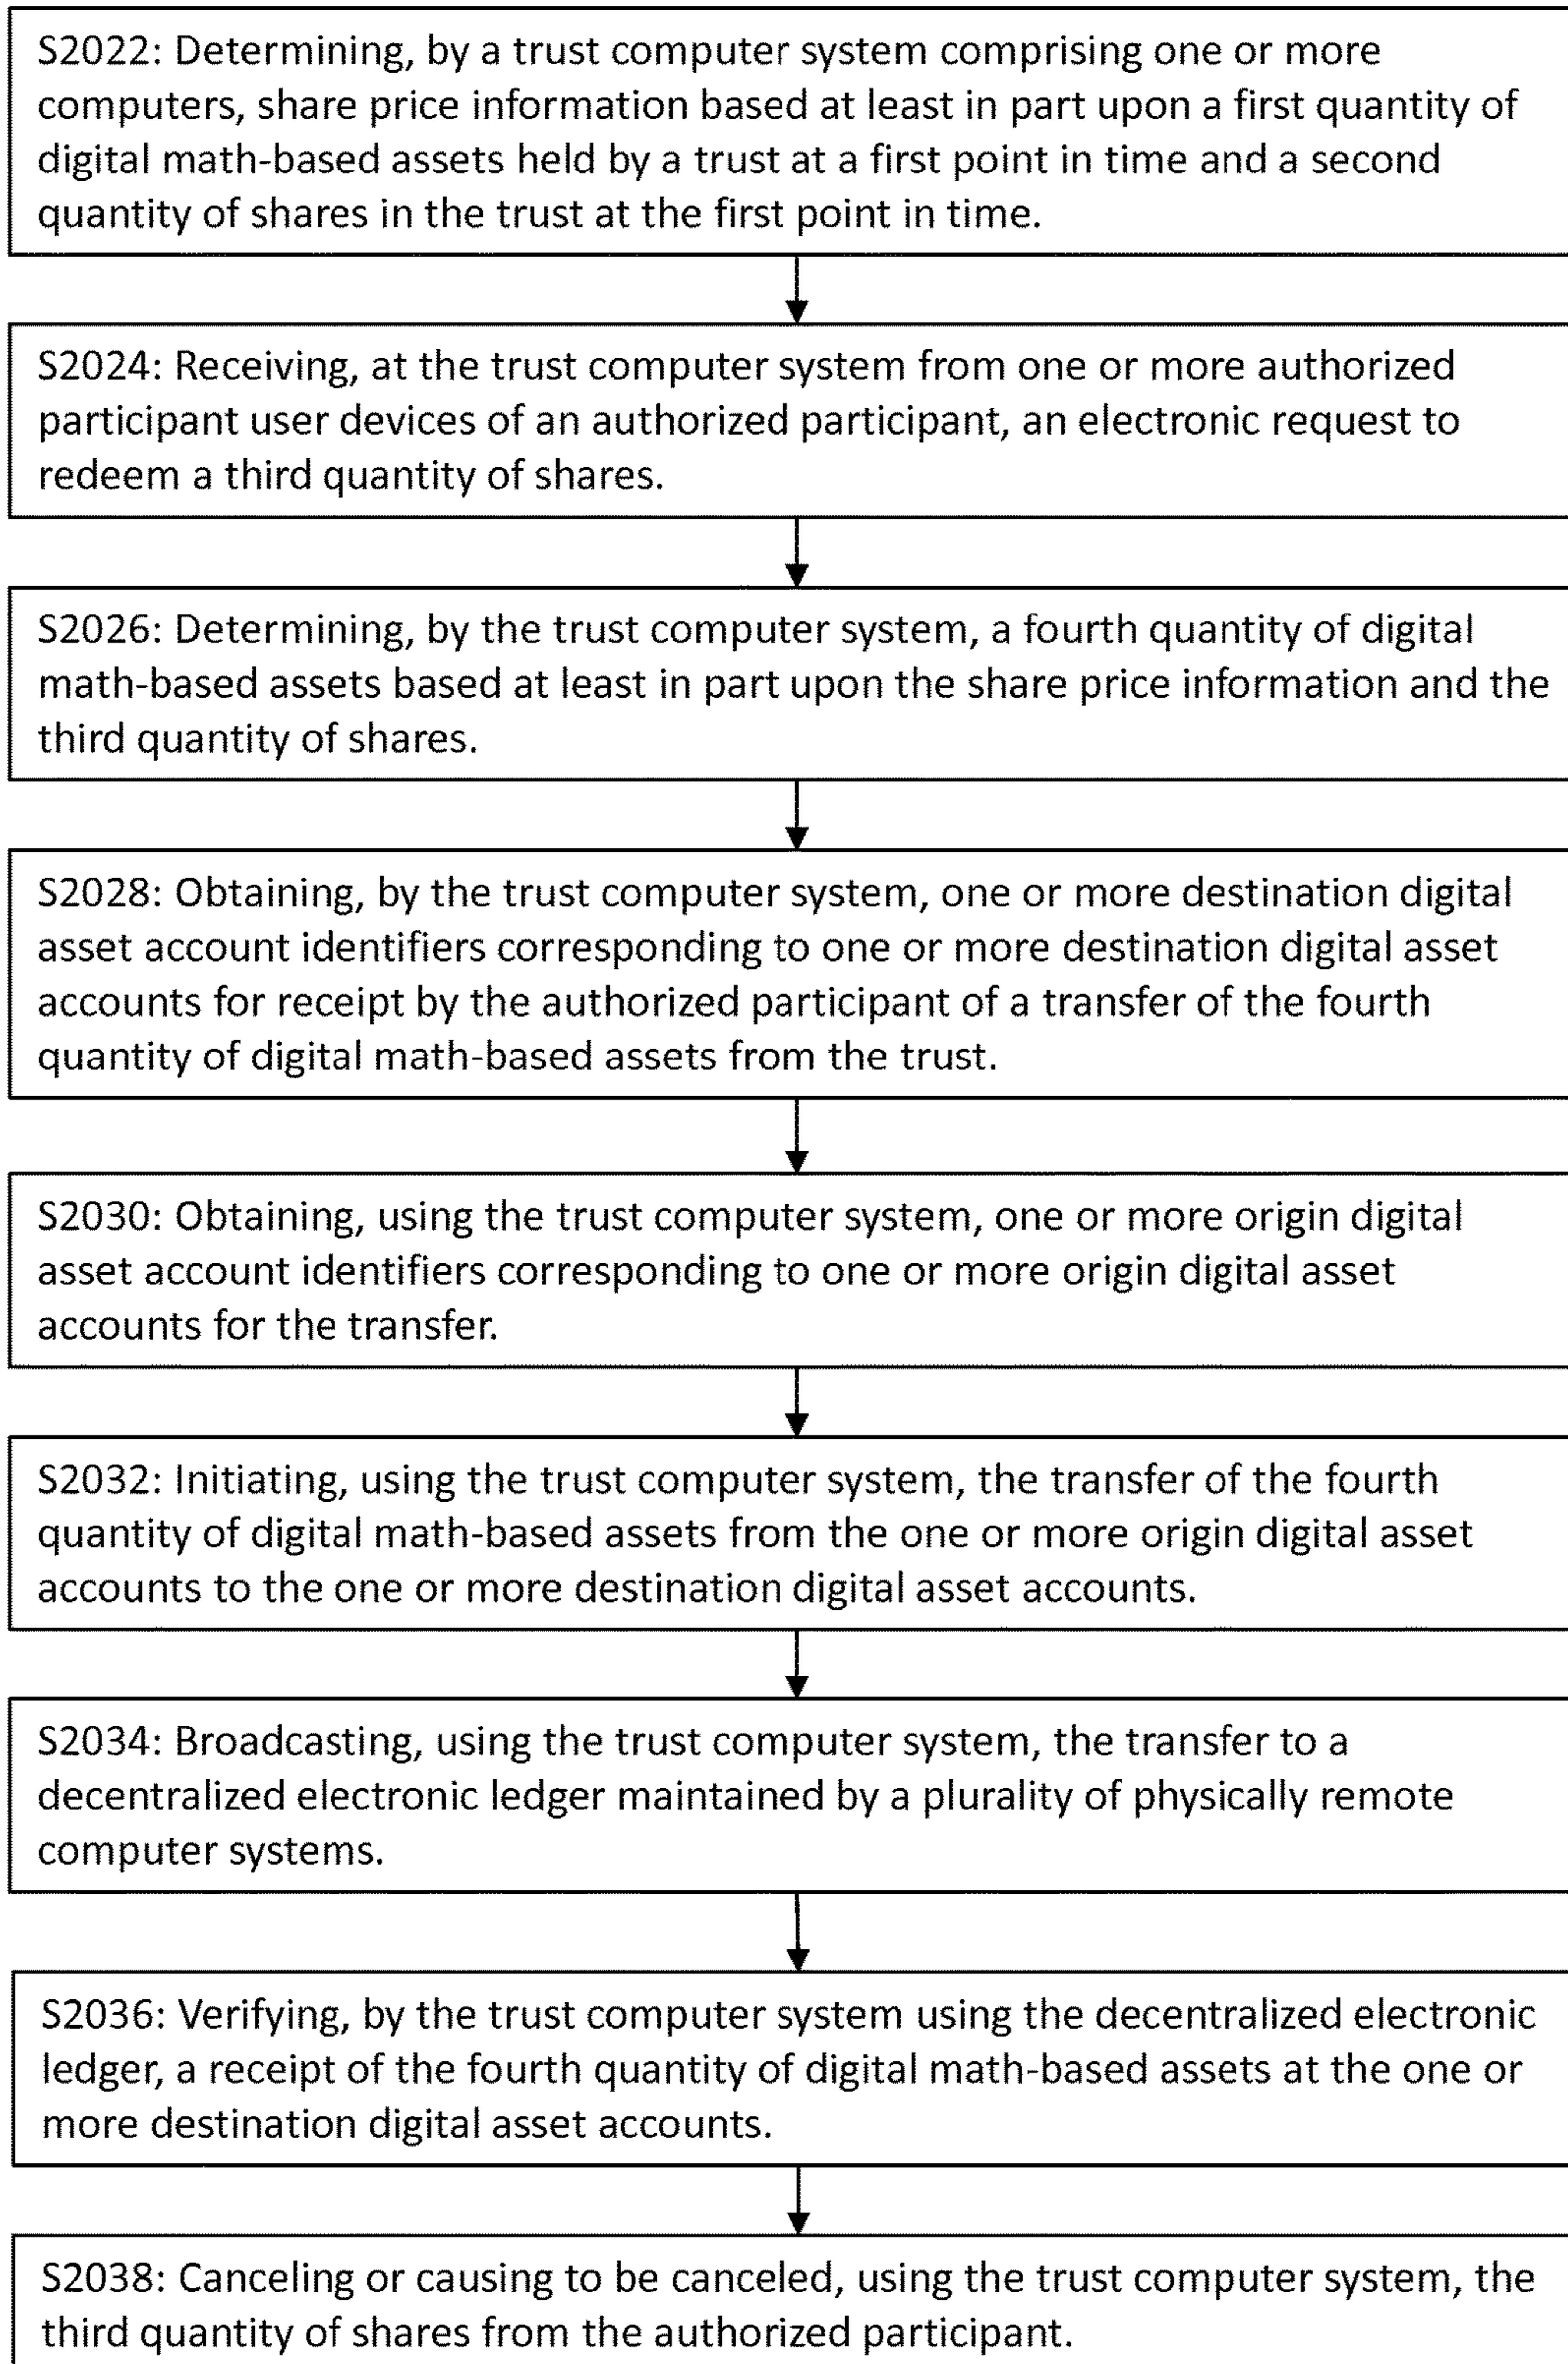 S2022: Determining, by a trust computer system comprising one or more
computers, share price information based at least in part upon a first quantity of
digital math-based assets held by a trust at a first point in time and a second
quantity of shares in the trust at the first point in time.
S2024: Receiving, at the trust computer system from one or more authorized
participant user devices of an authorized participant, an electronic request to
redeem a third quantity of shares.
S2026: Determining, by the trust computer system, a fourth quantity of digital
math-based assets based at least in part upon the share price information and the
third quantity of shares.
S2028: Obtaining, by the trust computer system, one or more destination digital
asset account identifiers corresponding to one or more destination digital asset
accounts for receipt by the authorized participant of a transfer of the fourth
quantity of digital math-based assets from the trust.
S2030: Obtaining, using the trust computer system, one or more origin digital
asset account identifiers corresponding to one or more origin digital asset
accounts for the transfer.
S2032: Initiating, using the trust computer system, the transfer of the fourth
quantity of digital math-based assets from the one or more origin digital asset
accounts to the one or more destination digital asset accounts.
S2034: Broadcasting, using the trust computer system, the transfer to a
decentralized electronic ledger maintained by a plurality of physically remote
computer systems.
S2036: Verifying, by the trust computer system using the decentralized electronic
ledger, a receipt of the fourth quantity of digital math-based assets at the one or
more destination digital asset accounts.
S2038: Canceling or causing to be canceled, using the trust computer system, the
third quantity of shares from the authorized participant.